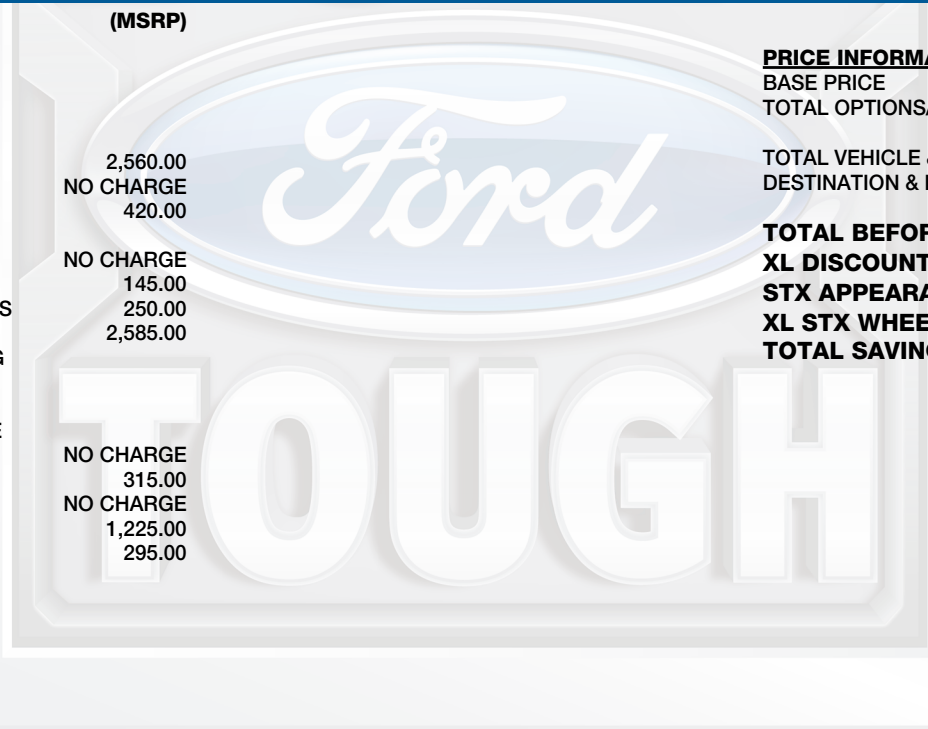 (MSRP)
2,560.00
NO CHARGE
420.00
NO CHARGE
145.00
S 250.00
2,585.00
G
E
NO CHARGE
315.00
NO CHARGE
1,225.00
295.00
Ford
TOUGH
PRICE INFORMA
BASE PRICE
TOTAL OPTIONS/
TOTAL VEHICLE &
DESTINATION &
TOTAL BEFOR
XL DISCOUNT
STX APPEARA
XL STX WHEE
TOTAL SAVING